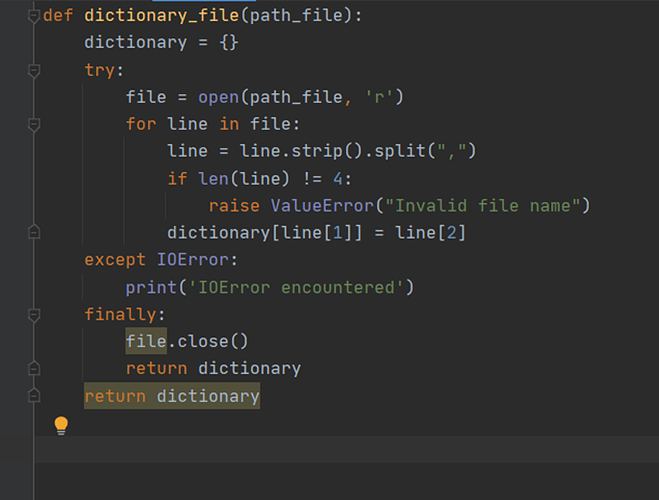 def dictionary_file(path_file):
    dictionary = {}
    try:
        file = open(path_file, 'r')
        for line in file:
            line = line.strip().split(",")
            if len(line) != 4:
                raise ValueError("Invalid file name")
            dictionary[line[1]] = line[2]
    except IOError:
        print('IOError encountered')
    finally:
        file.close()
        return dictionary
    return dictionary